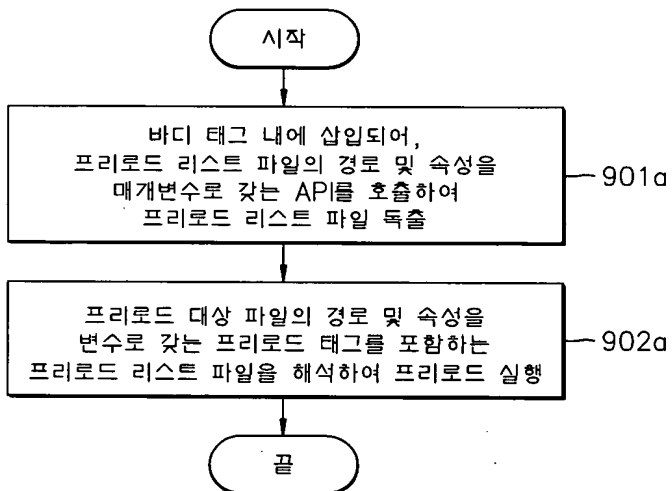 시작
바디 태그 내에 삽입되어,
프리로드 리스트 파일의 경로 및 속성을
매개변수로 갖는 API를 호출하여
프리로드 리스트 파일 독출
901a
프리로드 대상 파일의 경로 및 속성을
변수로 갖는 프리로드 태그를 포함하는
프리로드 리스트 파일을 해석하여 프리로드 실행
902a
끝